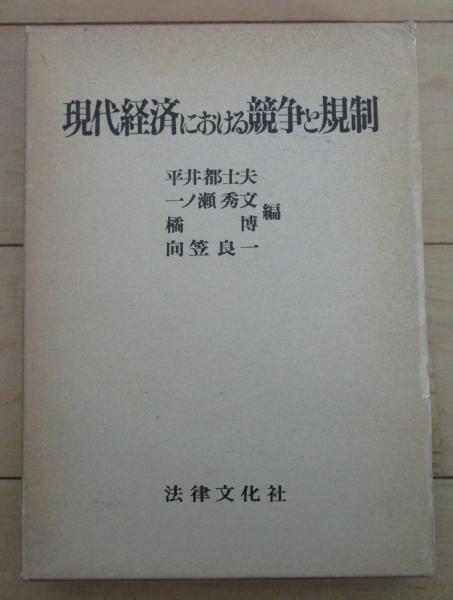 現代経済における競争と規制
平井都士夫
一ノ瀬秀文
橘 博
向笠良一
編
法律文化社